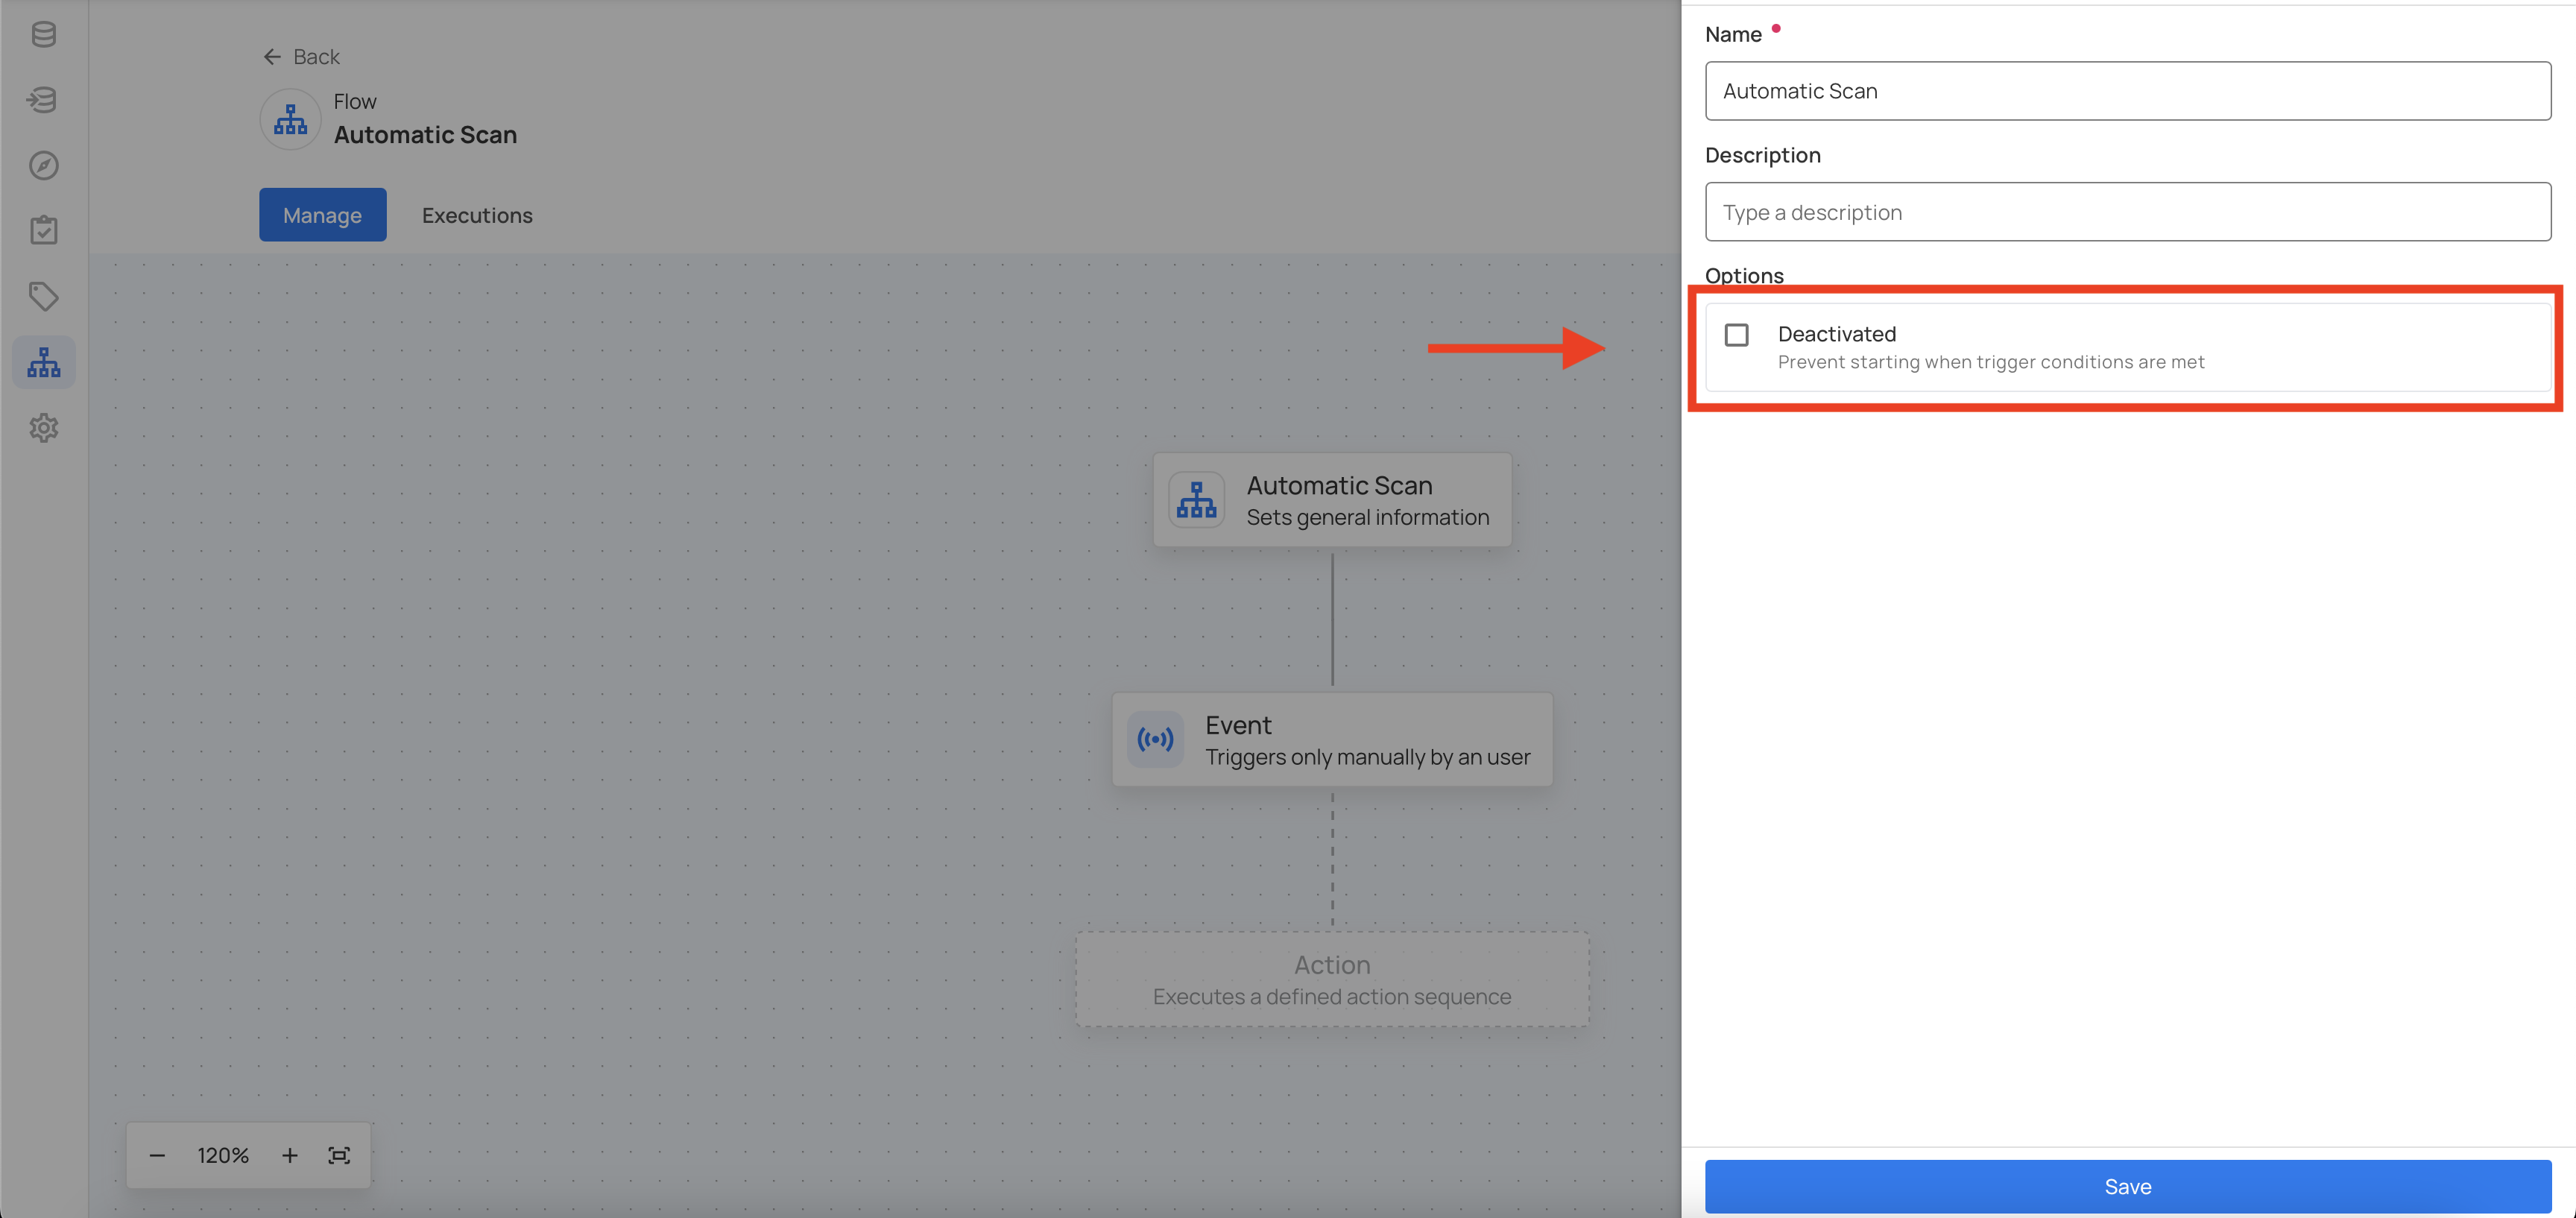 Back
Flow
Automatic Scan
Manage
Executions
Automatic Scan
Sets general information
Event
Triggers only manually by an user
Action
Executes a defined action sequence
120%
Name
Automatic Scan
Description
Type a description
Options
Deactivated
Prevent starting when trigger conditions are met
Save